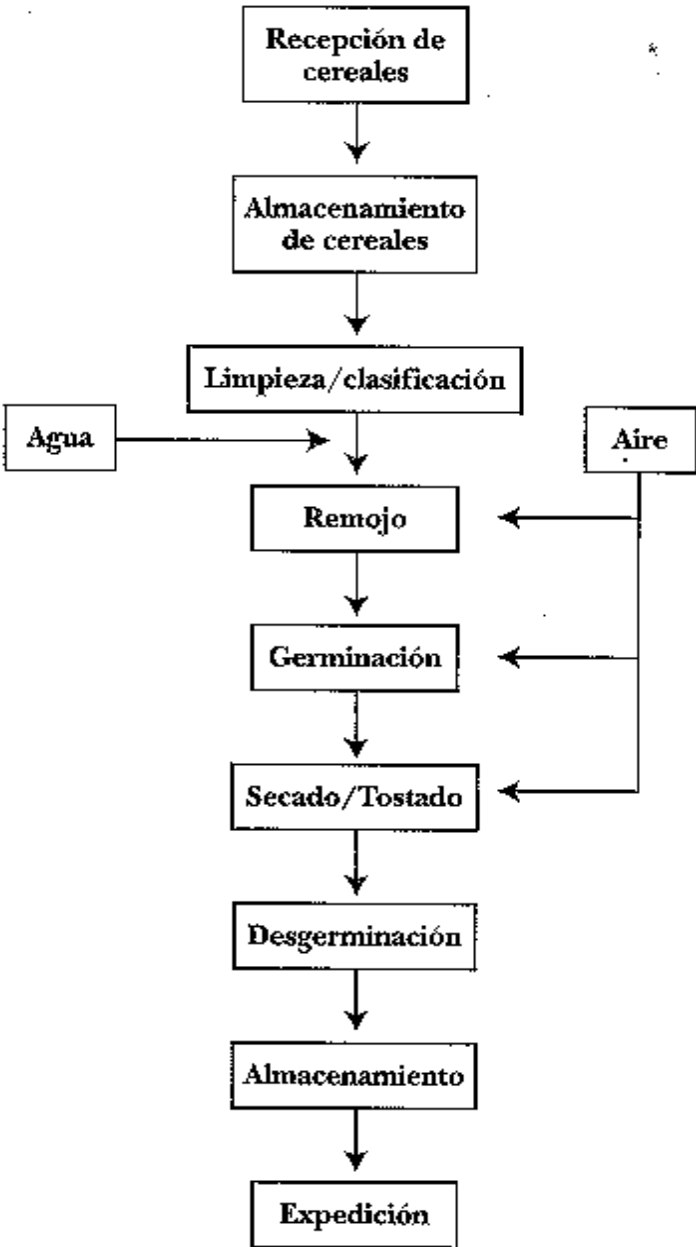 Recepción de
cereales
Almacenamiento
de cereales
Limpieza/clasificación
Agua
Aire
Remojo
Germinación
Secado/Tostado
Desgerminación
Almacenamiento
Expedición